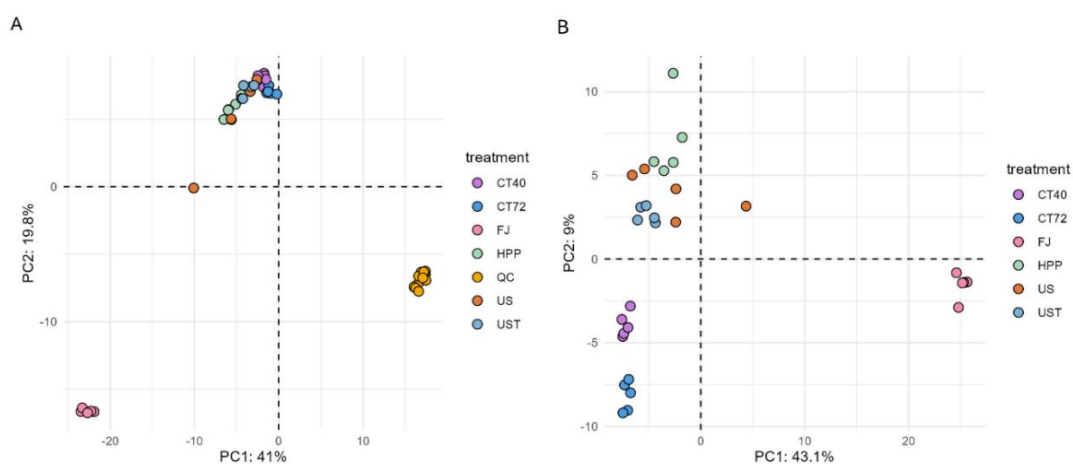 A
PC2: 19.8%
0
-10
-20
-10
0
10
PC1: 41%
treatment
CT40
CT72
FJ
HPP
QC
US
UST
B
PC2: 9%
10
5
0
-5
-10
0
10
20
PC1: 43.1%
treatment
CT40
CT72
FJ
HPP
US
UST